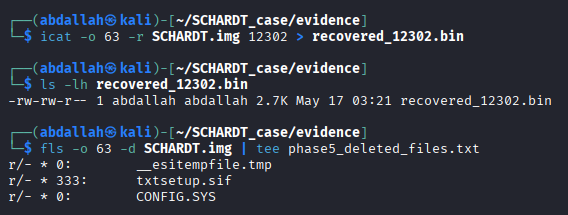 ┌──(abdallah㉿kali)-[~/SCHARDT_case/evidence]
└─$ icat -o 63 -r SCHARDT.img 12302 > recovered_12302.bin
┌──(abdallah㉿kali)-[~/SCHARDT_case/evidence]
└─$ ls -lh recovered_12302.bin
-rw-rw-r-- 1 abdallah abdallah 2.7K May 17 03:21 recovered_12302.bin
┌──(abdallah㉿kali)-[~/SCHARDT_case/evidence]
└─$ fls -o 63 -d SCHARDT.img | tee phase5_deleted_files.txt
r/- * 0: __esitempfile.tmp
r/- * 333: txtsetup.sif
r/- * 0: CONFIG.SYS